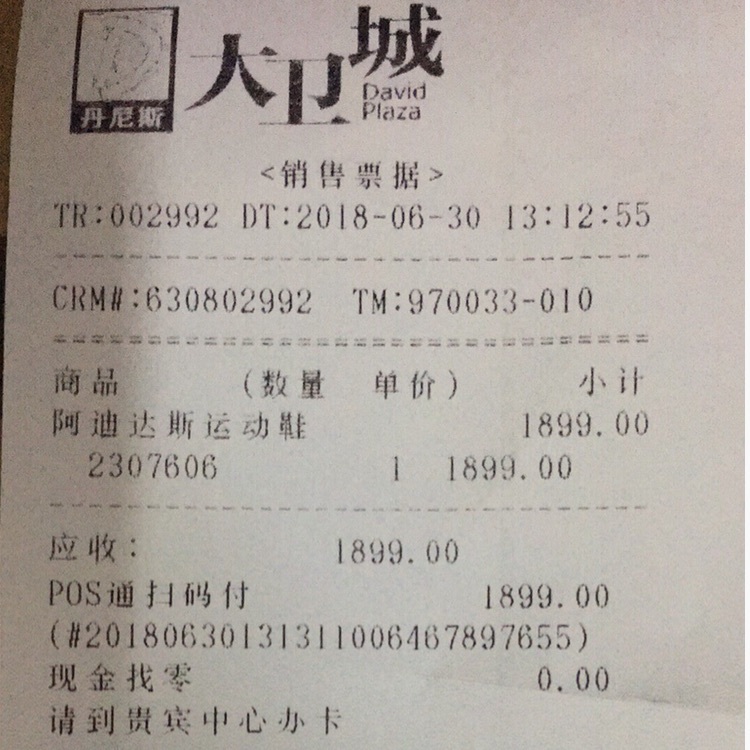 丹尼斯
大卫城
David
Plaza
<销售票据>
TR:002992 DT:2018-06-30 13:12:55
CRM#:630802992 TM:970033-010
商品 (数量 单价) 小计
阿迪达斯运动鞋 1899.00
2307606 1 1899.00
应收: 1899.00
POS通扫码付 1899.00
(#2018063013131100646789​7655)
现金找零 0.00
请到贵宾中心办卡